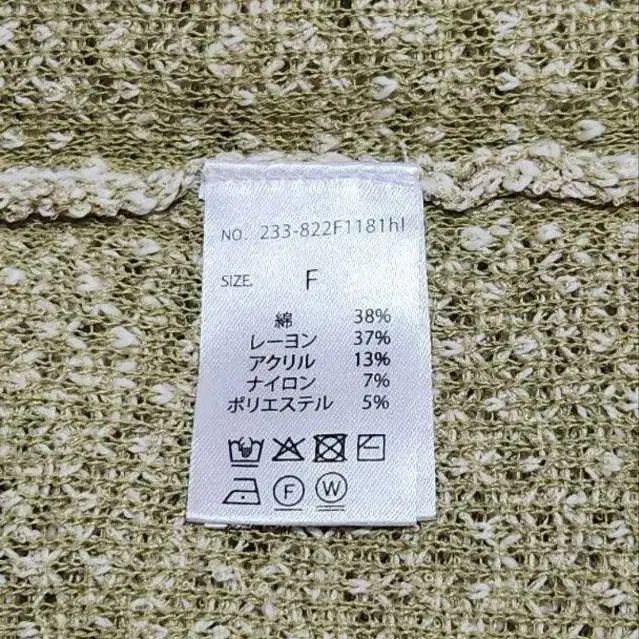 NO. 233-822F1181hl
SIZE. F
綿 38%
レーヨン 37%
アクリル 13%
ナイロン 7%
ポリエステル 5%
F W